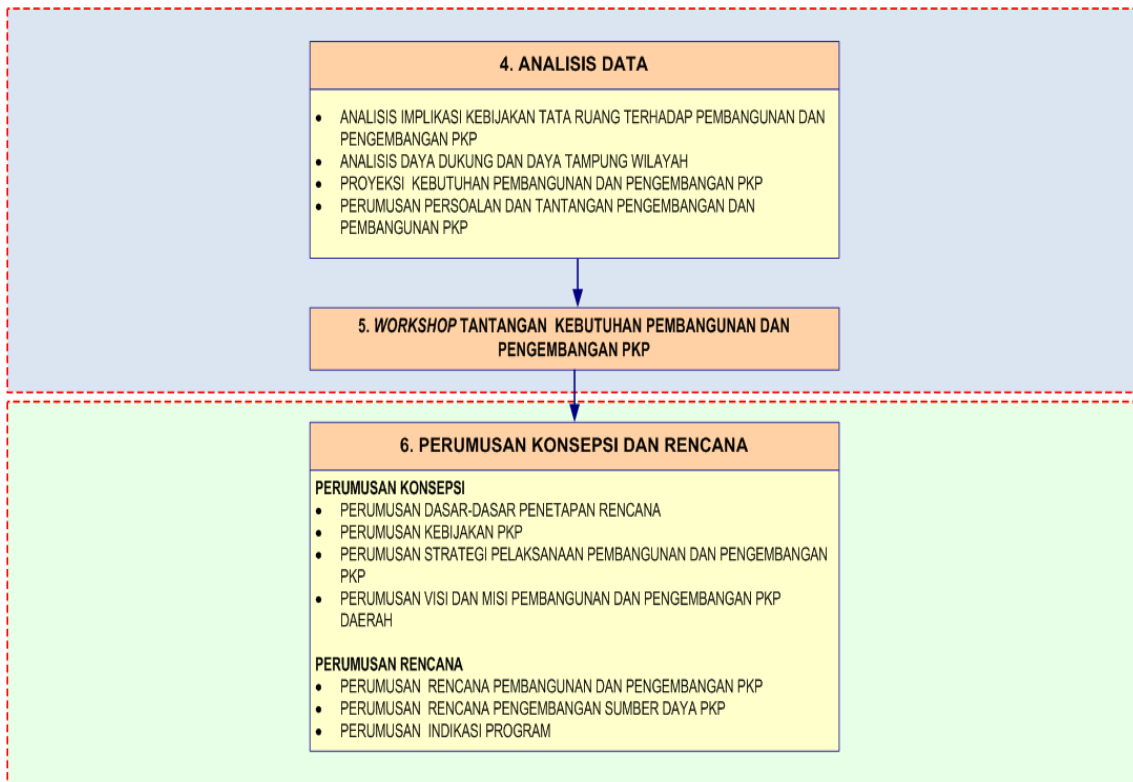 4. ANALISIS DATA
• ANALISIS IMPLIKASI KEBIJAKAN TATA RUANG TERHADAP PEMBANGUNAN DAN
PENGEMBANGAN PKP
• ANALISIS DAYA DUKUNG DAN DAYA TAMPUNG WILAYAH
• PROYEKSI KEBUTUHAN PEMBANGUNAN DAN PENGEMBANGAN PKP
• PERUMUSAN PERSOALAN DAN TANTANGAN PENGEMBANGAN DAN
PEMBANGUNAN PKP
5. WORKSHOP TANTANGAN KEBUTUHAN PEMBANGUNAN DAN
PENGEMBANGAN PKP
6. PERUMUSAN KONSEPSI DAN RENCANA
PERUMUSAN KONSEPSI
• PERUMUSAN DASAR-DASAR PENETAPAN RENCANA
• PERUMUSAN KEBIJAKAN PKP
• PERUMUSAN STRATEGI PELAKSANAAN PEMBANGUNAN DAN PENGEMBANGAN
PKP
• PERUMUSAN VISI DAN MISI PEMBANGUNAN DAN PENGEMBANGAN PKP
DAERAH
PERUMUSAN RENCANA
• PERUMUSAN RENCANA PEMBANGUNAN DAN PENGEMBANGAN PKP
• PERUMUSAN RENCANA PENGEMBANGAN SUMBER DAYA PKP
• PERUMUSAN INDIKASI PROGRAM